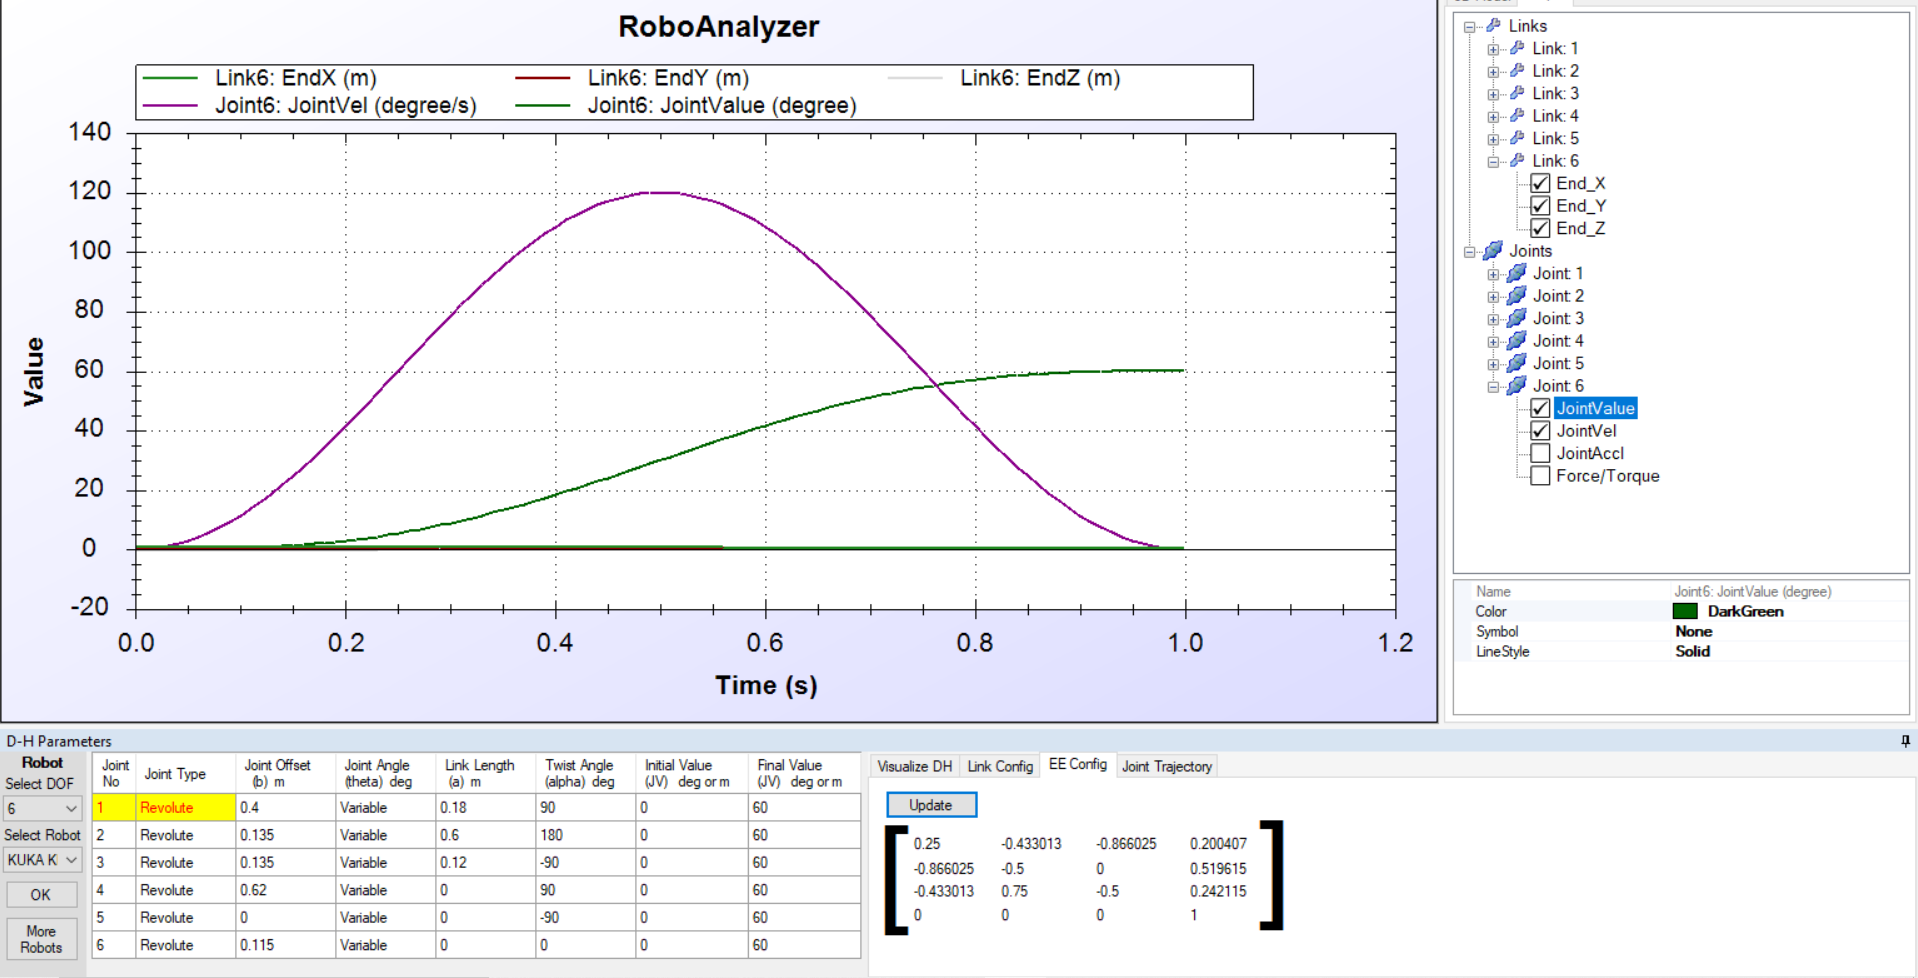 RoboAnalyzer
Link6: EndX (m) Link6: EndY (m) Link6: EndZ (m)
Joint6: JointVel (degree/s) Joint6: JointValue (degree)
140
120
100
80
60
40
20
0
-20
Value
0.0 0.2 0.4 0.6 0.8 1.0 1.2
Time (s)
Links
Link: 1
Link: 2
Link: 3
Link: 4
Link: 5
Link: 6
End_X
End_Y
End_Z
Joints
Joint: 1
Joint: 2
Joint: 3
Joint: 4
Joint: 5
Joint: 6
JointValue
JointVel
JointAccl
Force/Torque
Name Joint6: JointValue (degree)
Color DarkGreen
Symbol None
LineStyle Solid
D-H Parameters
Robot
Select DOF
6
Select Robot
KUKA K
OK
More
Robots
Joint Joint Type Joint Offset Joint Angle Link Length Twist Angle Initial Value Final Value
No (b) m (theta) deg (a) m (alpha) deg (JV) deg or m (JV) deg or m
1 Revolute 0.4 Variable 0.18 90 0 60
2 Revolute 0.135 Variable 0.6 180 0 60
3 Revolute 0.135 Variable 0.12 -90 0 60
4 Revolute 0.62 Variable 0 90 0 60
5 Revolute 0 Variable 0 -90 0 60
6 Revolute 0.115 Variable 0 0 0 60
Visualize DH Link Config EE Config Joint Trajectory
Update
0.25 -0.433013 -0.866025 0.200407
-0.866025 -0.5 0 0.519615
-0.433013 0.75 -0.5 0.242115
0 0 0 1